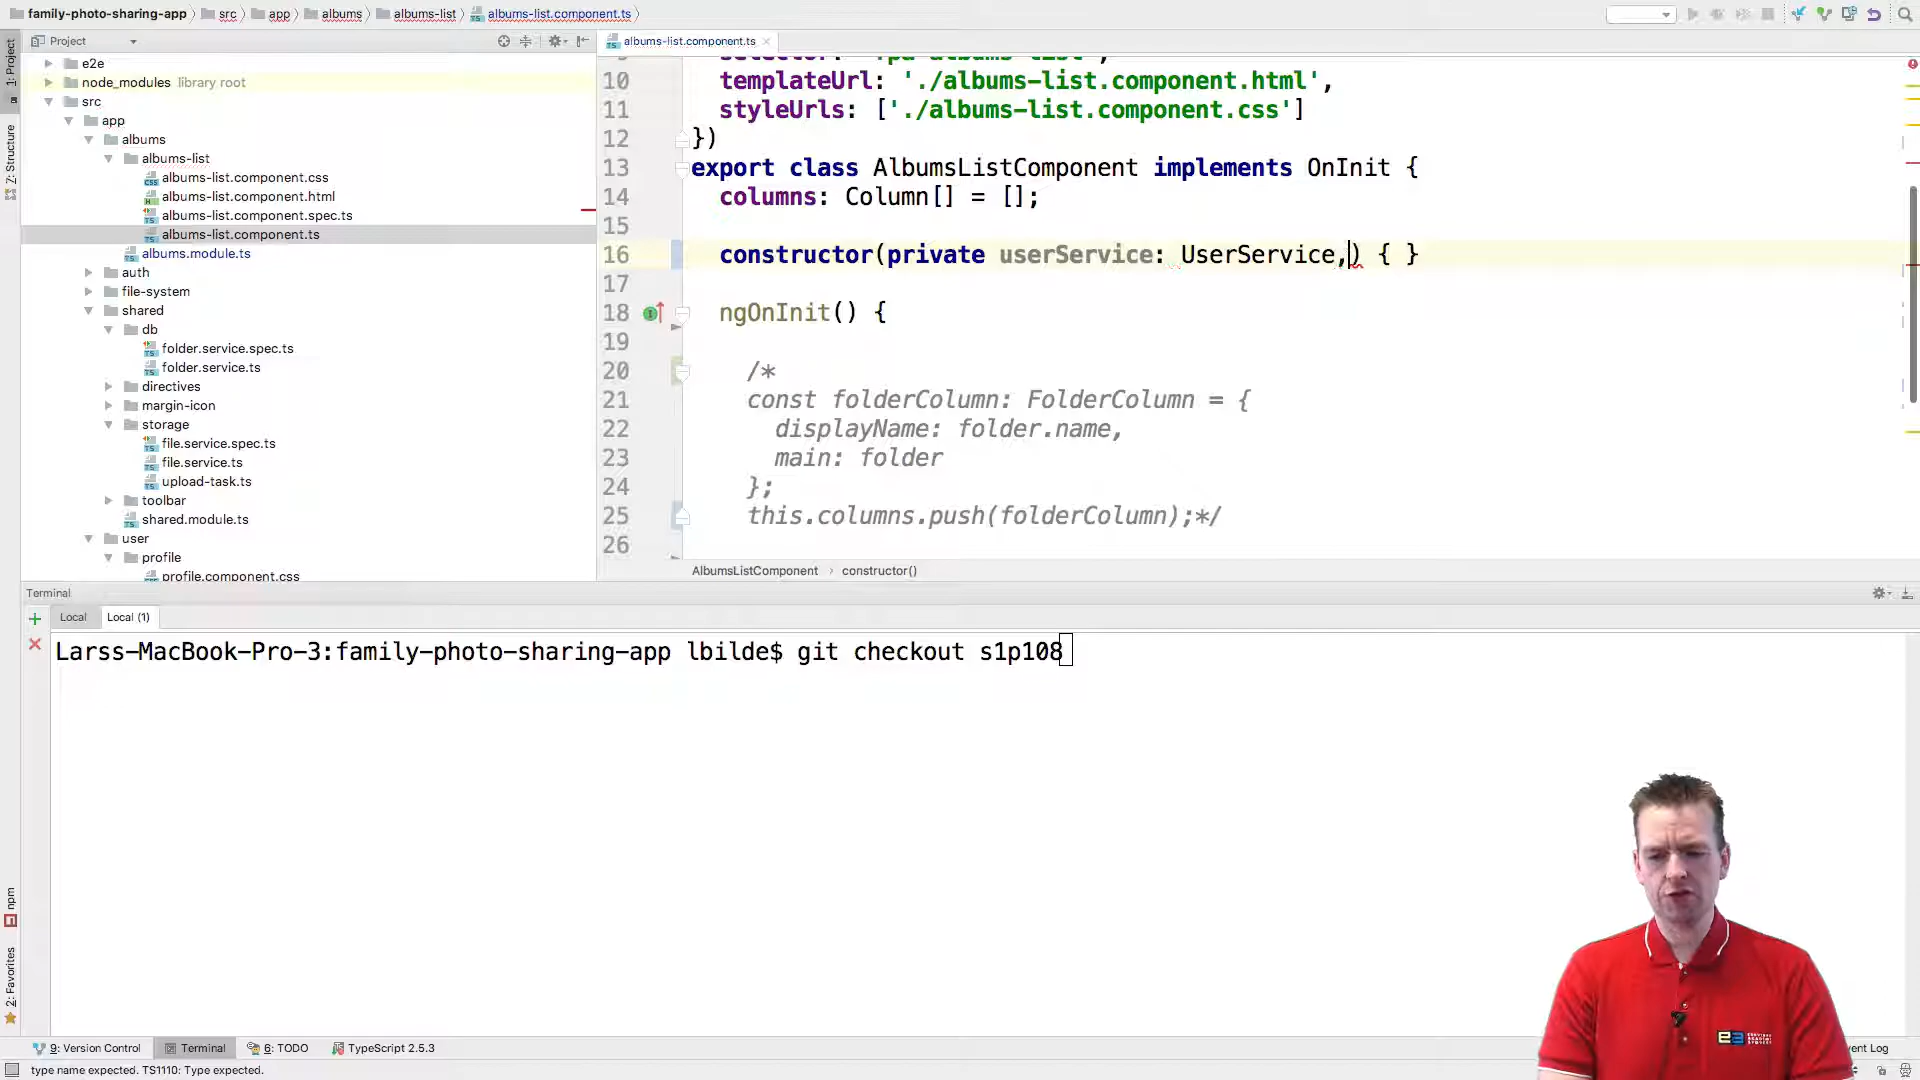 family-photo-sharing-app
src
app
albums
albums-list
albums-list.component.ts
Project
albums-list.component.ts
1: Project
Z: Structure
npm
2: Favorites
e2e
node_modules library root
src
app
albums
albums-list
albums-list.component.css
albums-list.component.html
albums-list.component.spec.ts
albums-list.component.ts
albums.module.ts
auth
file-system
shared
db
folder.service.spec.ts
folder.service.ts
directives
margin-icon
storage
file.service.spec.ts
file.service.ts
upload-task.ts
toolbar
shared.module.ts
user
profile
profile.component.css
10 templateUrl: './albums-list.component.html',
11 styleUrls: ['./albums-list.component.css']
12 })
13 export class AlbumsListComponent implements OnInit {
14 columns: Column[] = [];
15
16 constructor(private userService: UserService,) { }
17
18 ngOnInit() {
19
20 /*
21 const folderColumn: FolderColumn = {
22 displayName: folder.name,
23 main: folder
24 };
25 this.columns.push(folderColumn);*/
26
AlbumsListComponent › constructor()
Terminal
Local
Local (1)
Larss-MacBook-Pro-3:family-photo-sharing-app lbilde$ git checkout s1p108
9: Version Control
Terminal
6: TODO
TypeScript 2.5.3
vent Log
type name expected. TS1110: Type expected.